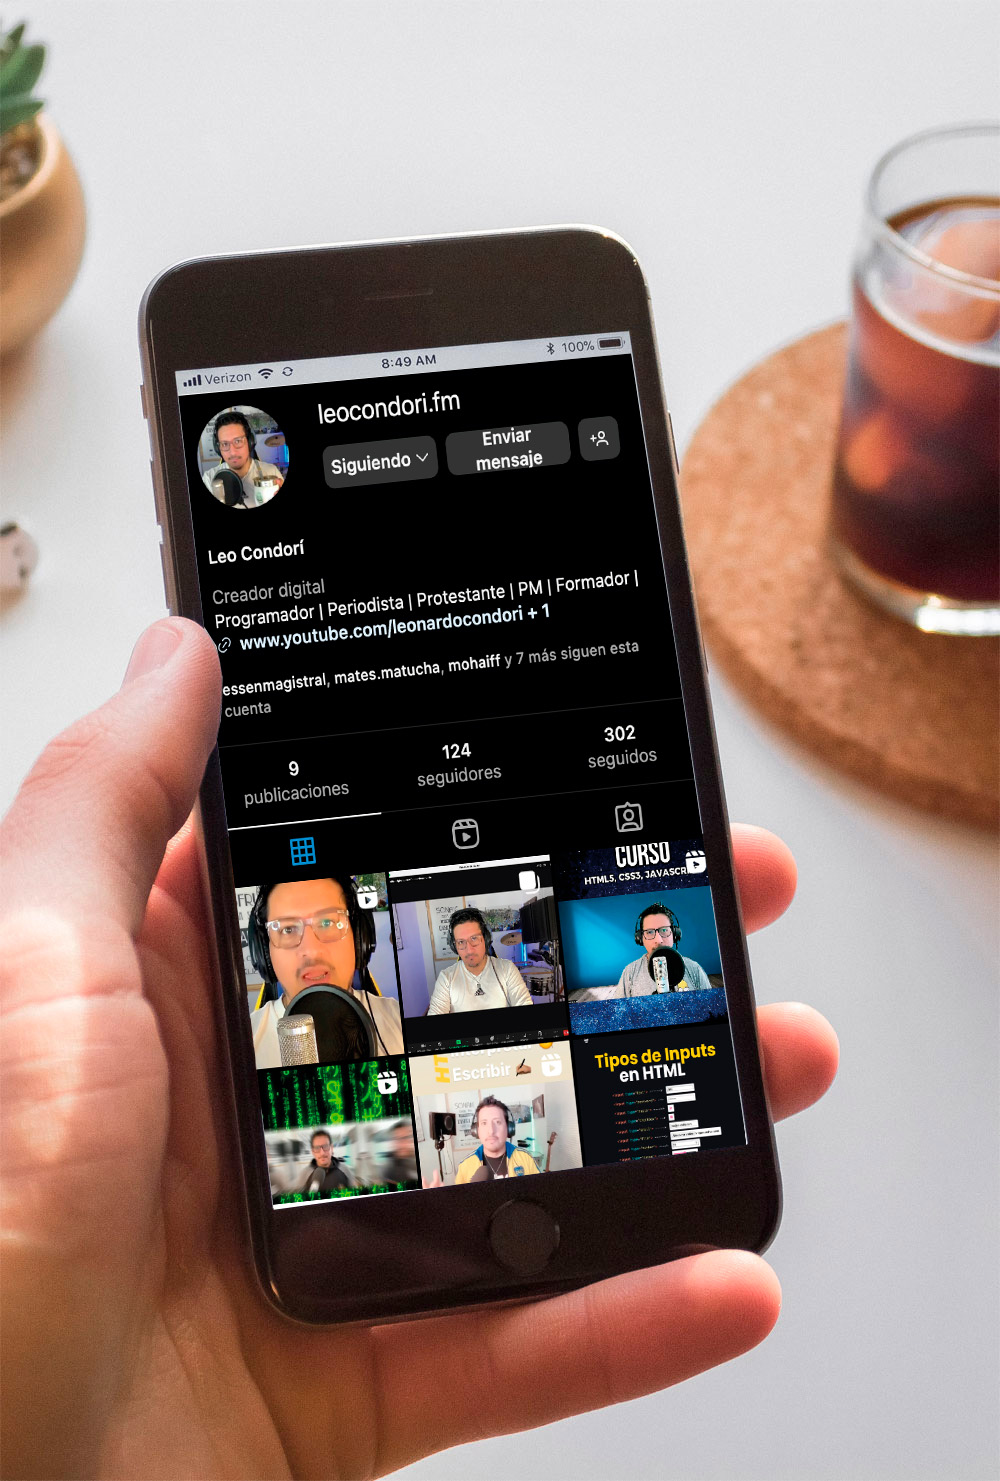 Verizon 8:49 AM 100%
leocondori.fm
Siguiendo
Enviar
mensaje
Leo Condorí
Creador digital
Programador | Periodista | Protestante | PM | Formador |
www.youtube.com/leonardocondori + 1
essenmagistral, mates.matucha, mohaiff y 7 más siguen esta
cuenta
9
publicaciones
124
seguidores
302
seguidos
CURSO
HTML5, CSS3, JAVASCR
Escribir
Tipos de Inputs
en HTML